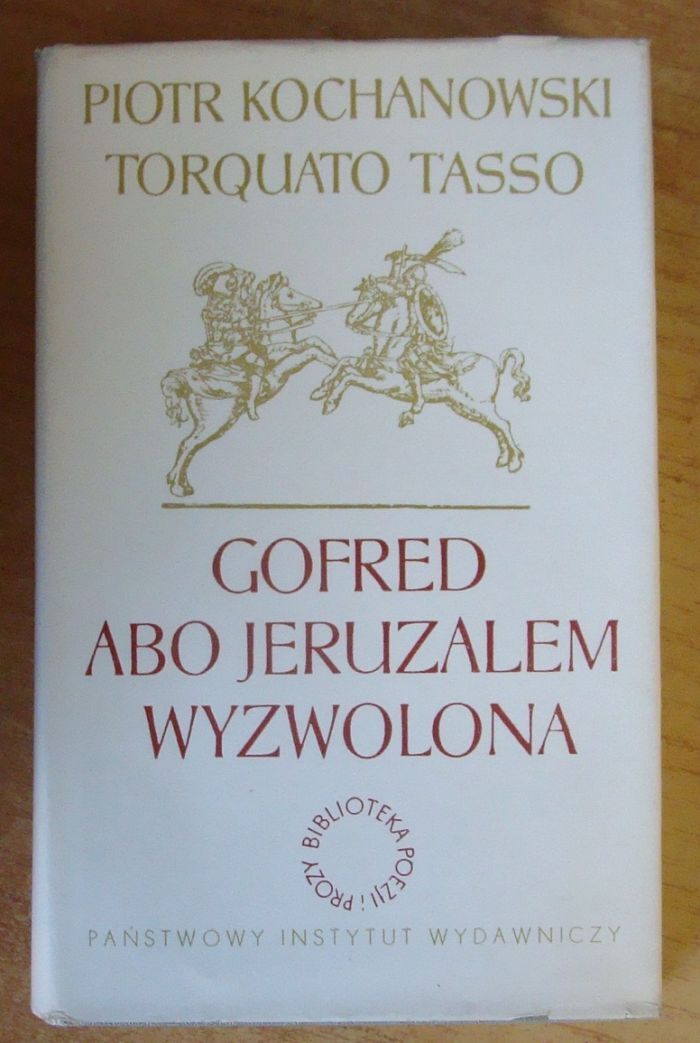 PIOTR KOCHANOWSKI
TORQUATO TASSO
GOFRED
ABO JERUZALEM
WYZWOLONA
BIBLIOTEKA POEZJI i PROZY
PAŃSTWOWY INSTYTUT WYDAWNICZY